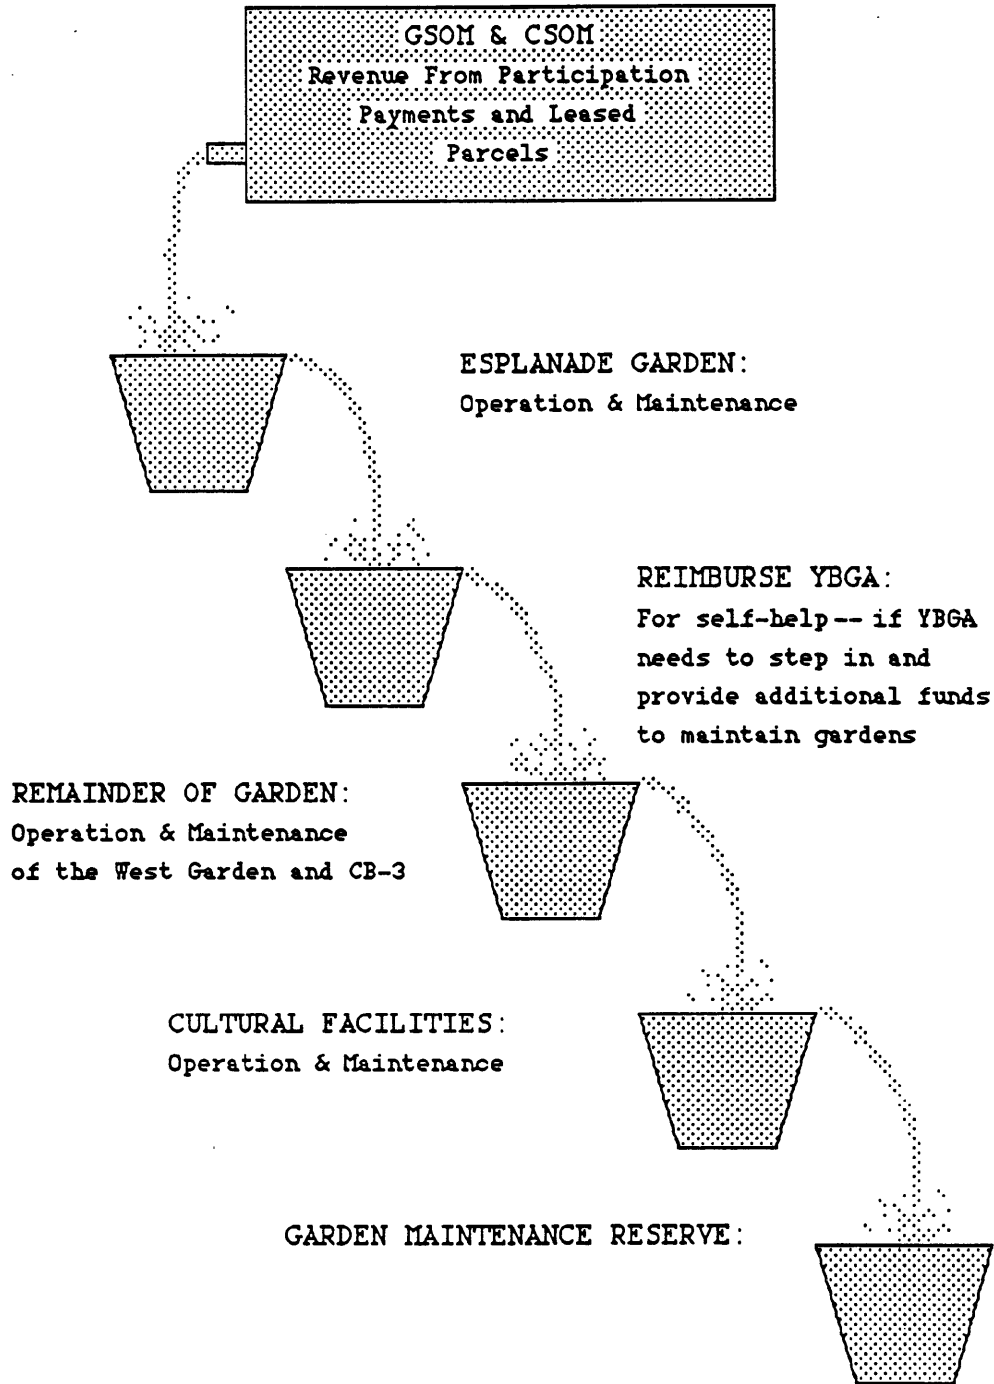 GSOM & CSOM
Revenue From Participation
Payments and Leased
Parcels
ESPLANADE GARDEN:
Operation & Maintenance
REIMBURSE YBGA:
For self-help-- if YBGA
needs to step in and
provide additional funds
to maintain gardens
REMAINDER OF GARDEN:
Operation & Maintenance
of the West Garden and CB-3
CULTURAL FACILITIES:
Operation & Maintenance
GARDEN MAINTENANCE RESERVE: